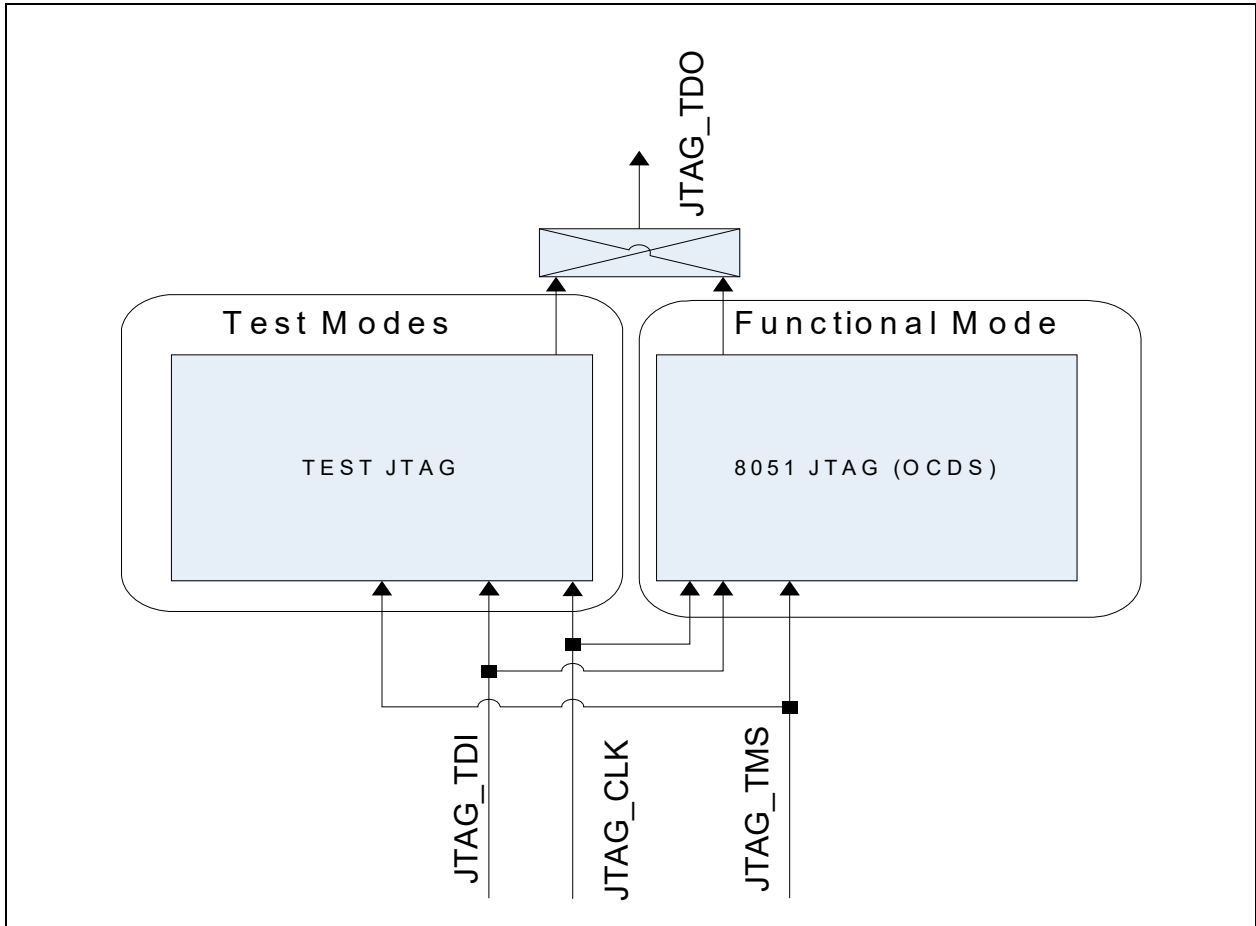 JTAG_TDO
Test Modes
Functional Mode
TEST JTAG
8051 JTAG (OCDS)
JTAG_TDI
JTAG_CLK
JTAG_TMS